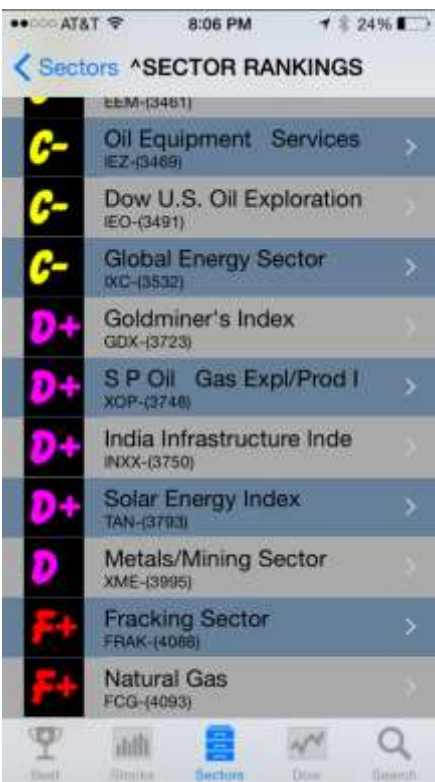 AT&T 8:06 PM 24%
Sectors ^SECTOR RANKINGS
EEM-(3461)
C-
Oil Equipment Services
IEZ-(3469)
C-
Dow U.S. Oil Exploration
IEO-(3491)
C-
Global Energy Sector
IXC-(3532)
D+
Goldminer's Index
GDX-(3723)
D+
S P Oil Gas Expl/Prod I
XOP-(3748)
D+
India Infrastructure Inde
INXX-(3750)
D+
Solar Energy Index
TAN-(3793)
D
Metals/Mining Sector
XME-(3995)
F+
Fracking Sector
FRAK-(4086)
F+
Natural Gas
FCG-(4093)
Best Stocks Sectors Dow Search